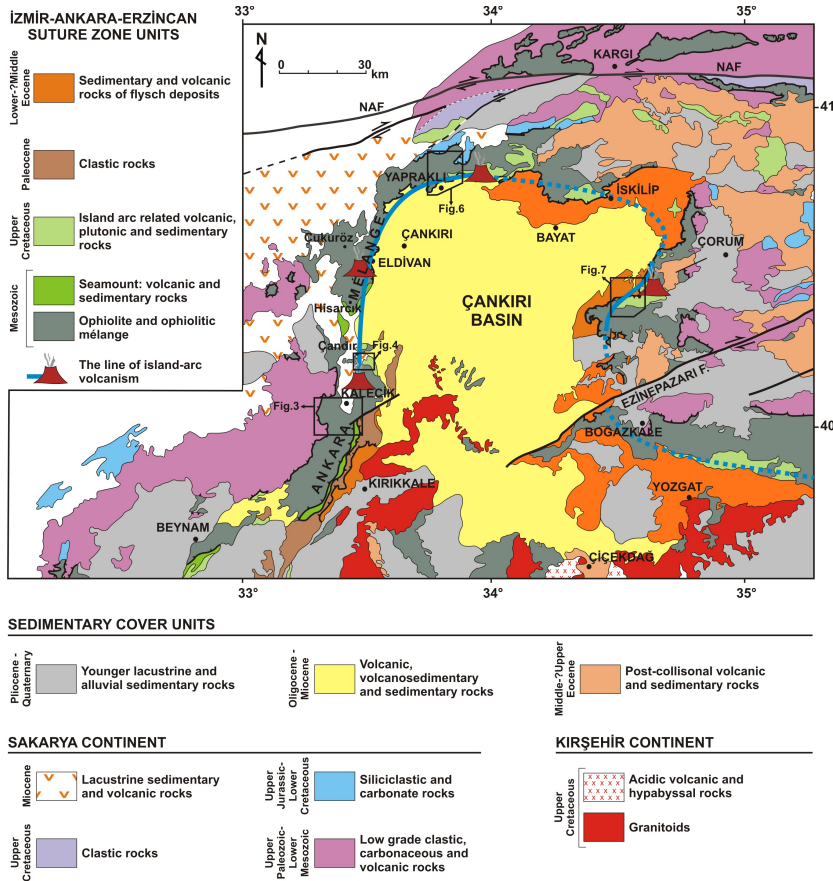 İZMİR-ANKARA-ERZİNCAN
SUTURE ZONE UNITS
Lower-?Middle
Eocene
Sedimentary and volcanic
rocks of flysch deposits
Paleocene
Clastic rocks
Upper
Cretaceous
Island arc related volcanic,
plutonic and sedimentary
rocks
Mesozoic
Seamount: volcanic and
sedimentary rocks
Ophiolite and ophiolitic
mélange
The line of island-arc
volcanism
33°
34°
35°
N
0
30
km
KARGI
NAF
NAF
41
YAPRAKLI
Fig.6
İSKİLİP
ÇANKIRI
BAYAT
ÇORUM
Çukuröz
ELDİVAN
MELANGE
Fig.7
ÇANKIRI
BASIN
Hisarcık
Çandır
Fig.4
KALECİK
Fig.3
EZİNEPAZARI F.
BOĞAZKALE
40
ANKARA
KIRIKKALE
YOZGAT
BEYNAM
ÇİÇEKDAĞ
33°
34°
35°
SEDIMENTARY COVER UNITS
Pliocene -
Quaternary
Younger lacustrine and
alluvial sedimentary rocks
Oligocene-
Miocene
Volcanic,
volcanosedimentary
and sedimentary rocks
Middle-?Upper
Eocene
Post-collisonal volcanic
and sedimentary rocks
SAKARYA CONTINENT
Miocene
Lacustrine sedimentary
and volcanic rocks
Upper
Jurassic-
Lower
Cretaceous
Siliciclastic and
carbonate rocks
Upper
Cretaceous
Clastic rocks
Upper
Paleozoic-
Lower
Mesozoic
Low grade clastic,
carbonaceous and
volcanic rocks
KIRŞEHİR CONTINENT
Upper
Cretaceous
Acidic volcanic and
hypabyssal rocks
Granitoids